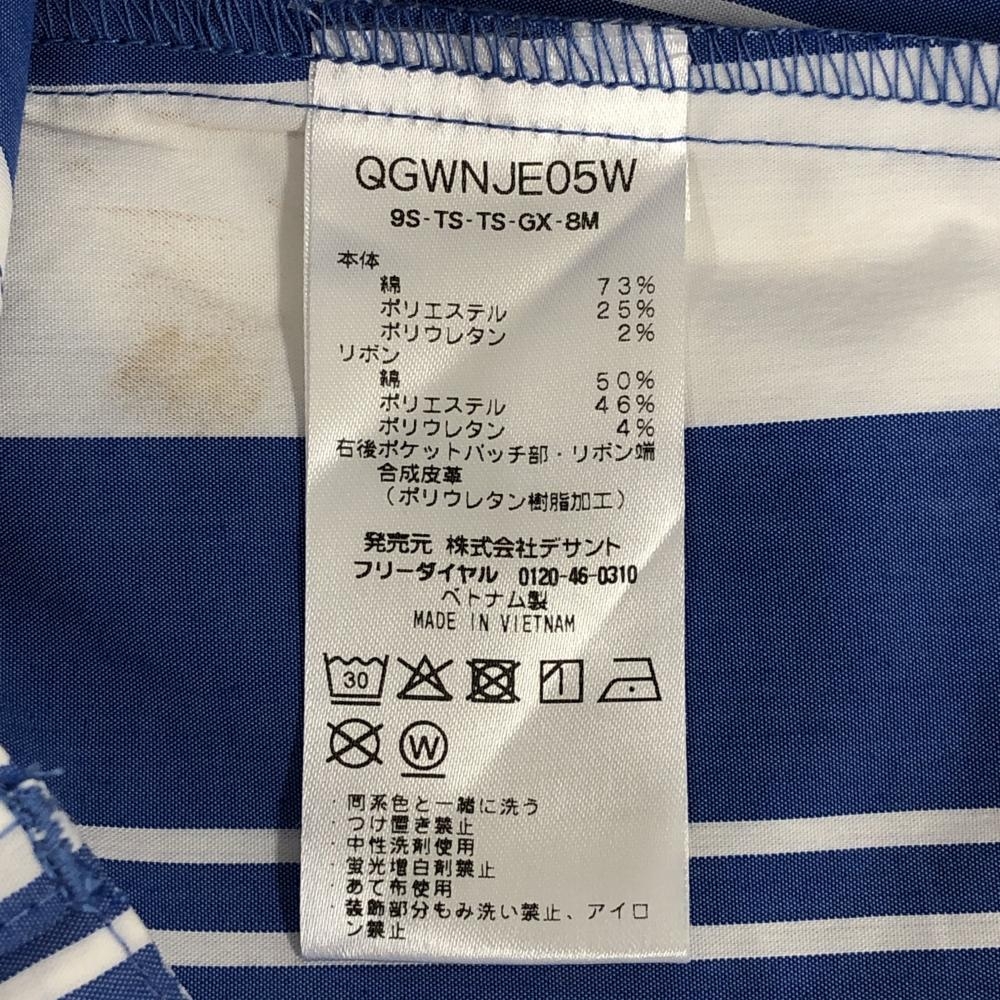 QGWNJE05W
9S-TS-TS-GX-8M
本体
綿 73%
ポリエステル 25%
ポリウレタン 2%
リボン
綿 50%
ポリエステル 46%
ポリウレタン 4%
右後ポケットパッチ部・リボン端
合成皮革
(ポリウレタン樹脂加工)
発売元 株式会社デサント
フリーダイヤル 0120-46-0310
ベトナム製
MADE IN VIETNAM
30
W
・同系色と一緒に洗う
・つけ置き禁止
・中性洗剤使用
・蛍光増白剤禁止
・あて布使用
・装飾部分もみ洗い禁止、アイロ
ン禁止